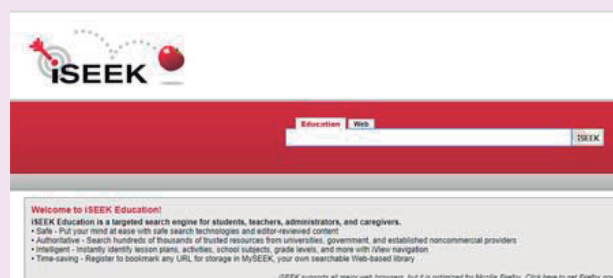 iSEEK
Education Web
iSEEK
Welcome to iSEEK Education!
iSEEK Education is a targeted search engine for students, teachers, administrators, and caregivers.
• Safe - Put your mind at ease with safe search technologies and editor-reviewed content
• Authoritative - Search hundreds of thousands of trusted resources from universities, government, and established noncommercial providers
• Intelligent - Instantly identify lesson plans, activities, school subjects, grade levels, and more with iView navigation
• Time-saving - Register to bookmark any URL for storage in MySEEK, your own searchable Web-based library
iSEEK supports all major web browsers, but it is optimized for Mozilla Firefox. Click here to get Firefox now